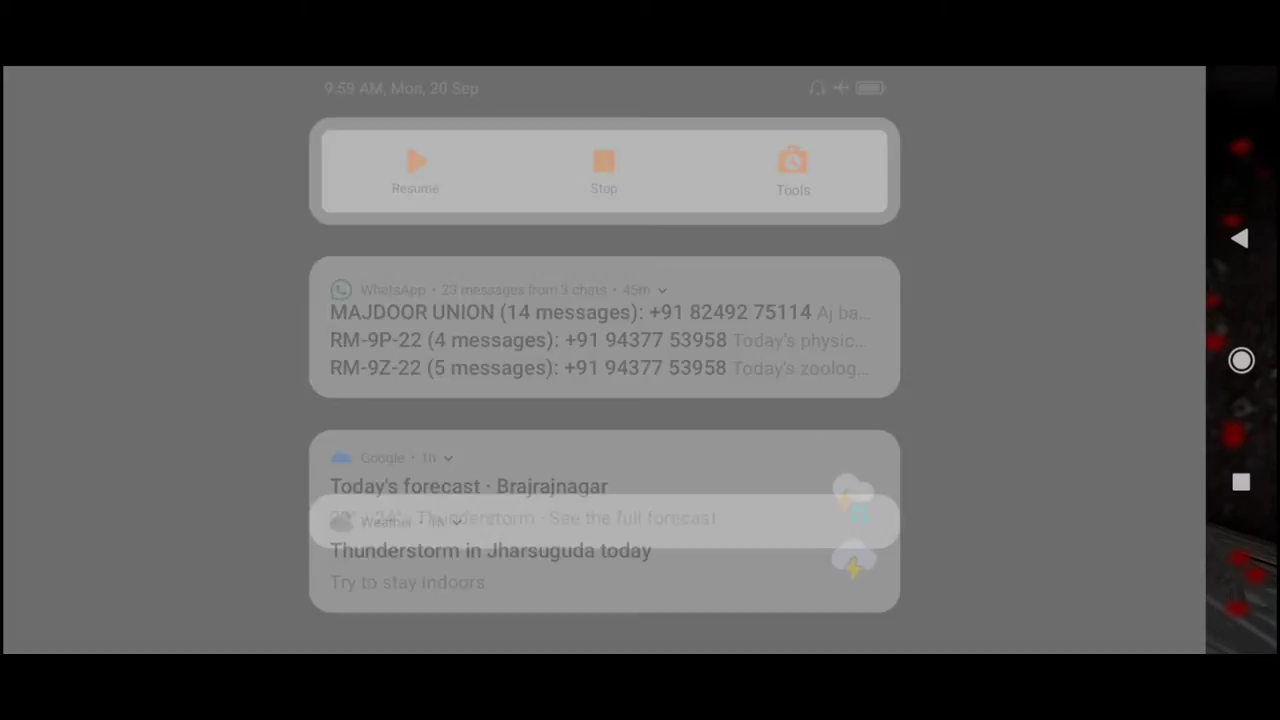 9:59 AM, Mon, 20 Sep
Resume Stop Tools
WhatsApp • 23 messages from 3 chats • 45m
MAJDOOR UNION (14 messages): +91 82492 75114 Aj ba...
RM-9P-22 (4 messages): +91 94377 53958 Today's physic...
RM-9Z-22 (5 messages): +91 94377 53958 Today's zoolog...
Google • 1h
Today's forecast · Brajrajnagar
Thunderstorm · See the full forecast
Weather • 1h
Thunderstorm in Jharsuguda today
Try to stay indoors